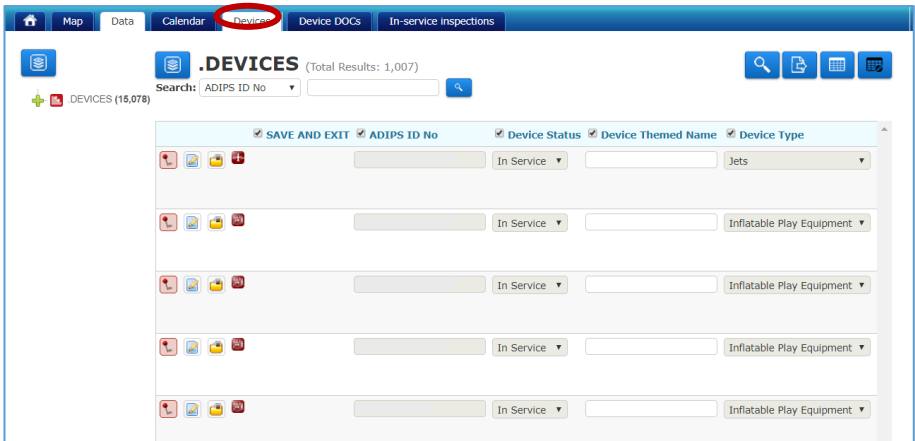 Map Data Calendar Devices Device DOCs In-service inspections
.DEVICES (Total Results: 1,007)
.DEVICES (15,078)
Search: ADIPS ID No
SAVE AND EXIT ADIPS ID No Device Status Device Themed Name Device Type
In Service Jets
In Service Inflatable Play Equipment
In Service Inflatable Play Equipment
In Service Inflatable Play Equipment
In Service Inflatable Play Equipment